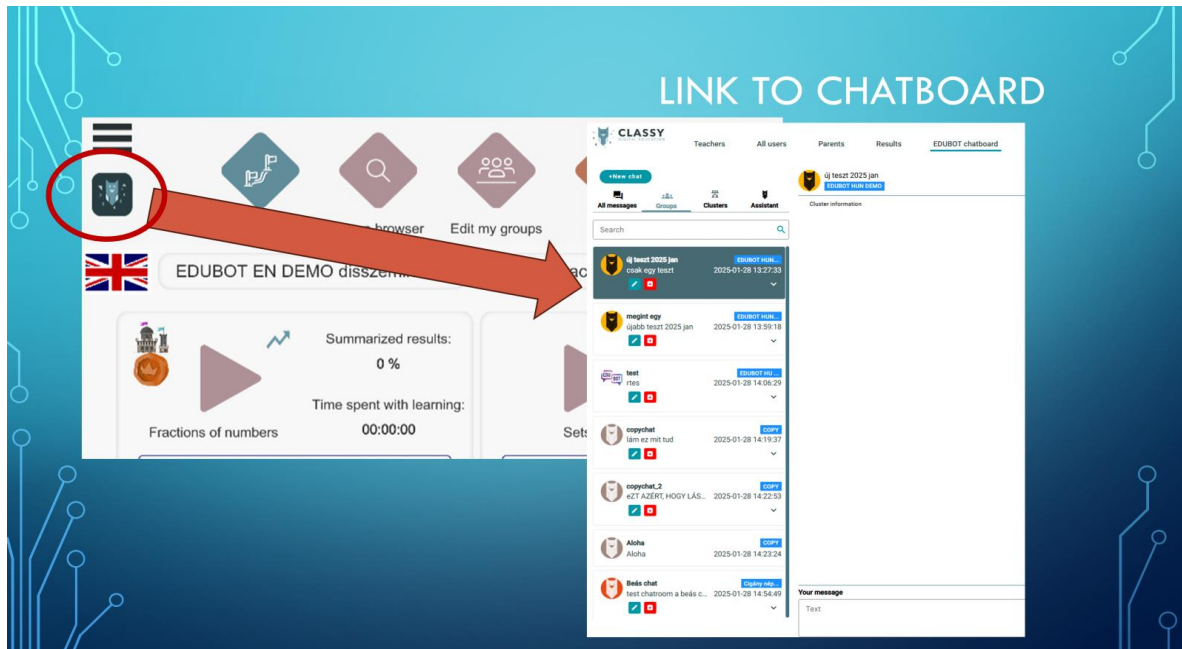 LINK TO CHATBOARD
browser
Edit my groups
EDUBOT EN DEMO
Summarized results:
0 %
Time spent with learning:
00:00:00
Fractions of numbers
CLASSY
DIGITAL EDUCATION
Teachers
All users
Parents
Results
EDUBOT chatboard
+New chat
All messages
Groups
Clusters
Assistant
Search
új teszt 2025 jan
EDUBOT HUN...
csak egy teszt
2025-01-28 13:27:33
megint egy
EDUBOT HUN...
újabb teszt 2025 jan
2025-01-28 13:59:18
test
EDUBOT HU ...
rtes
2025-01-28 14:06:29
copychat
COPY
lám ez mit tud
2025-01-28 14:19:37
copychat_2
COPY
eZT AZÉRT, HOGY LÁS...
2025-01-28 14:22:53
Aloha
COPY
Aloha
2025-01-28 14:23:24
Beás chat
Cigány nép...
test chatroom a beás c...
2025-01-28 14:54:49
új teszt 2025 jan
EDUBOT HUN DEMO
Cluster information
Your message
Text